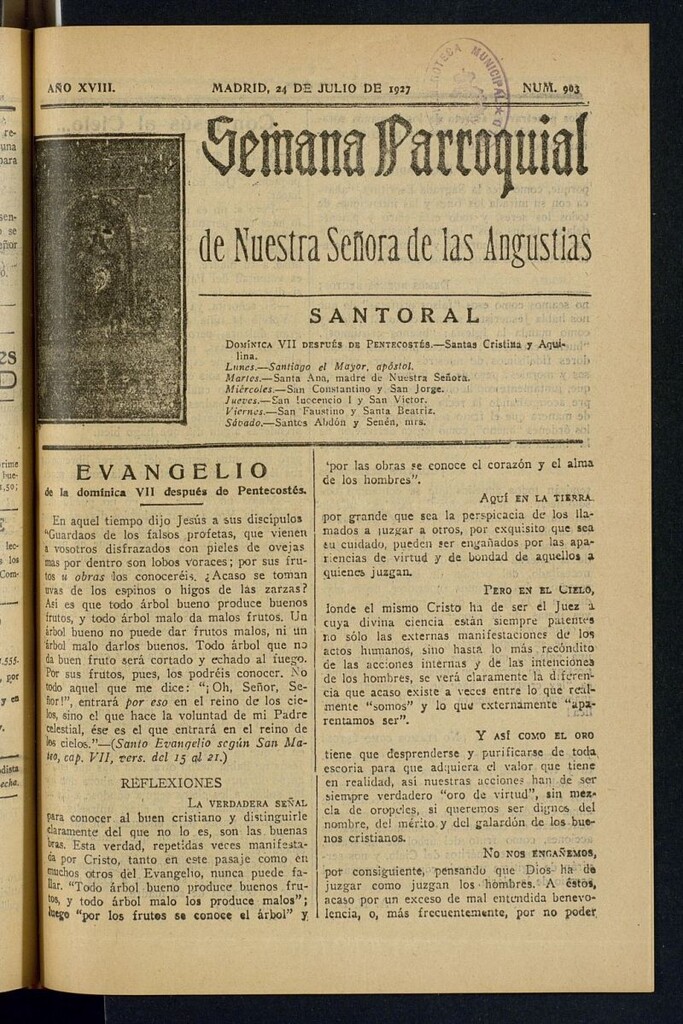 AÑO XVIII.
MADRID, 24 DE JULIO DE 1927
NUM. 903
Semana Parroquial
de Nuestra Señora de las Angustias
SANTORAL
DOMÍNICA VII DESPUÉS DE PENTECOSTÉS.—Santas Cristina y Aqui-
lina.
Lunes.—Santiago el Mayor, apóstol.
Martes.—Santa Ana, madre de Nuestra Señora.
Miércoles.—San Constantino y San Jorge.
Jueves.—San Inocencio I y San Victor.
Viernes.—San Faustino y Santa Beatriz.
Sávado.—Santos Abdón y Senén, mrs.
EVANGELIO
de la domínica VII después de Pentecostés.
En aquel tiempo dijo Jesús a sus discípulos
"Guardaos de los falsos profetas, que vienen
a vosotros disfrazados con pieles de ovejas
mas por dentro son lobos voraces; por sus fru-
tos u obras los conoceréis. ¿Acaso se toman
uvas de los espinos o higos de las zarzas?
Así es que todo árbol bueno produce buenos
frutos, y todo árbol malo da malos frutos. Un
árbol bueno no puede dar frutos malos, ni un
árbol malo darlos buenos. Todo árbol que no
da buen fruto será cortado y echado al fuego.
Por sus frutos, pues, los podréis conocer. No
todo aquel que me dice: "¡Oh, Señor, Se-
ñor!", entrará por eso en el reino de los cie-
los, sino el que hace la voluntad de mi Padre
celestial, ése es el que entrará en el reino de
los cielos."—(Santo Evangelio según San Ma-
teo, cap. VII, vers. del 15 al 21.)
REFLEXIONES
LA VERDADERA SEÑAL
para conocer al buen cristiano y distinguirle
claramente del que no lo es, son las buenas
bras. Esta verdad, repetidas veces manifesta-
da por Cristo, tanto en este pasaje como en
muchos otros del Evangelio, nunca puede fa-
llar. "Todo árbol bueno produce buenos fru-
tos, y todo árbol malo los produce malos";
luego "por los frutos se conoce el árbol" y
"por las obras se conoce el corazón y el alma
de los hombres".
AQUÍ EN LA TIERRA.
por grande que sea la perspicacia de los lla-
mados a juzgar a otros, por exquisito que sea
su cuidado, pueden ser engañados por las apa-
riencias de virtud y de bondad de aquellos a
quienes juzgan.
PERO EN EL CIELO,
londe el mismo Cristo ha de ser el Juez a
cuya divina ciencia están siempre patentes
no sólo las externas manifestaciones de los
actos humanos, sino hasta lo más recóndito
de las acciones internas y de las intenciones
de los hombres, se verá claramente la diferen-
cia que acaso existe a veces entre lo que real-
mente "somos" y lo que externamente "apa-
rentamos ser".
Y ASÍ COMO EL ORO
tiene que desprenderse y purificarse de toda
escoria para que adquiera el valor que tiene
en realidad, así nuestras acciones han de ser
siempre verdadero "oro de virtud", sin mez-
cla de oropeles, si queremos ser dignos del
nombre, del mérito y del galardón de los bue-
nos cristianos.
NO NOS ENGAÑEMOS,
por consiguiente, pensando que Dios ha de
juzgar como juzgan los hombres. A éstos,
acaso por un exceso de mal entendida benevo-
lencia, o, más frecuentemente, por no poder